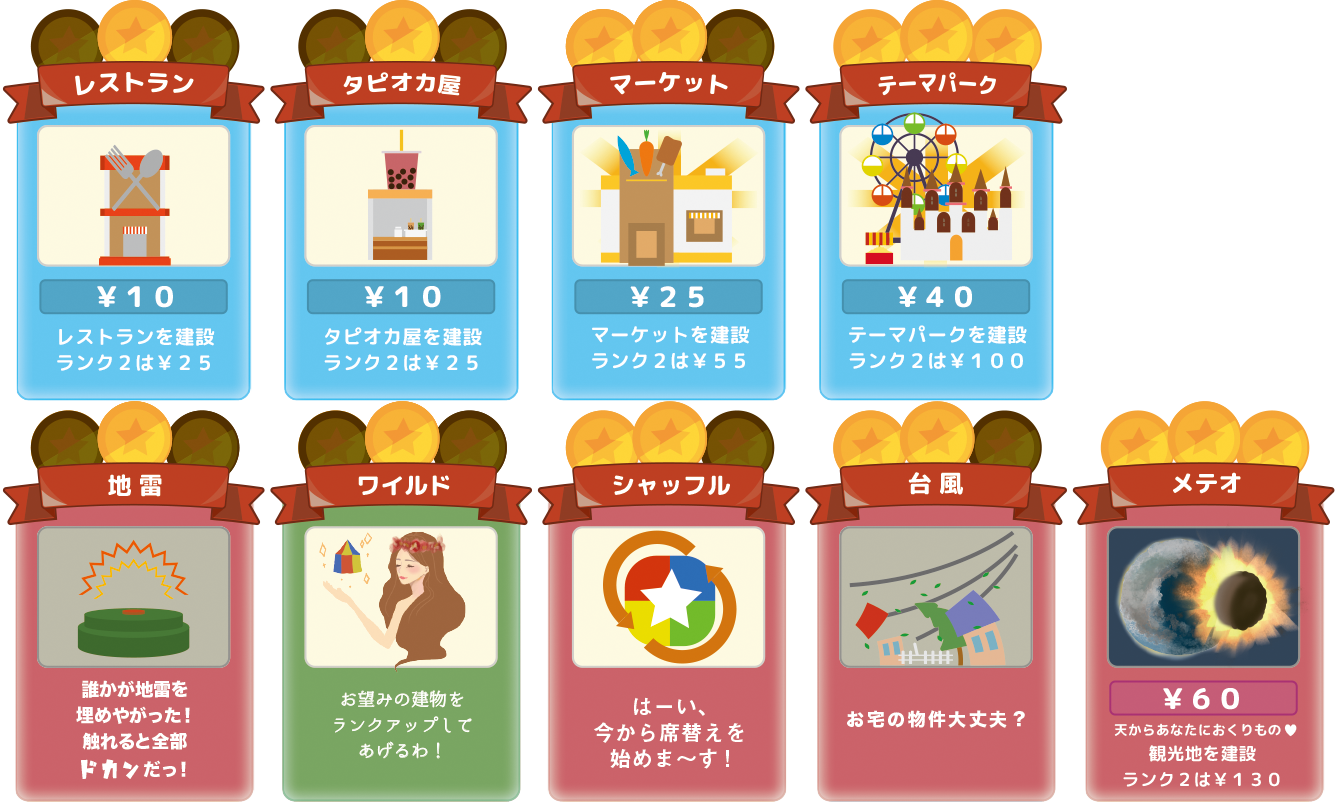 レストラン
¥10
レストランを建設
ランク2は¥25
タピオカ屋
¥10
タピオカ屋を建設
ランク2は¥25
マーケット
¥25
マーケットを建設
ランク2は¥55
テーマパーク
¥40
テーマパークを建設
ランク2は¥100
地雷
誰かが地雷を
埋めやがった!
触れると全部
ドカンだっ!
ワイルド
お望みの建物を
ランクアップして
あげるわ!
シャッフル
はーい、
今から席替えを
始めま〜す!
台風
お宅の物件大丈夫?
メテオ
¥60
天からあなたにおくりもの♥
観光地を建設
ランク2は¥130